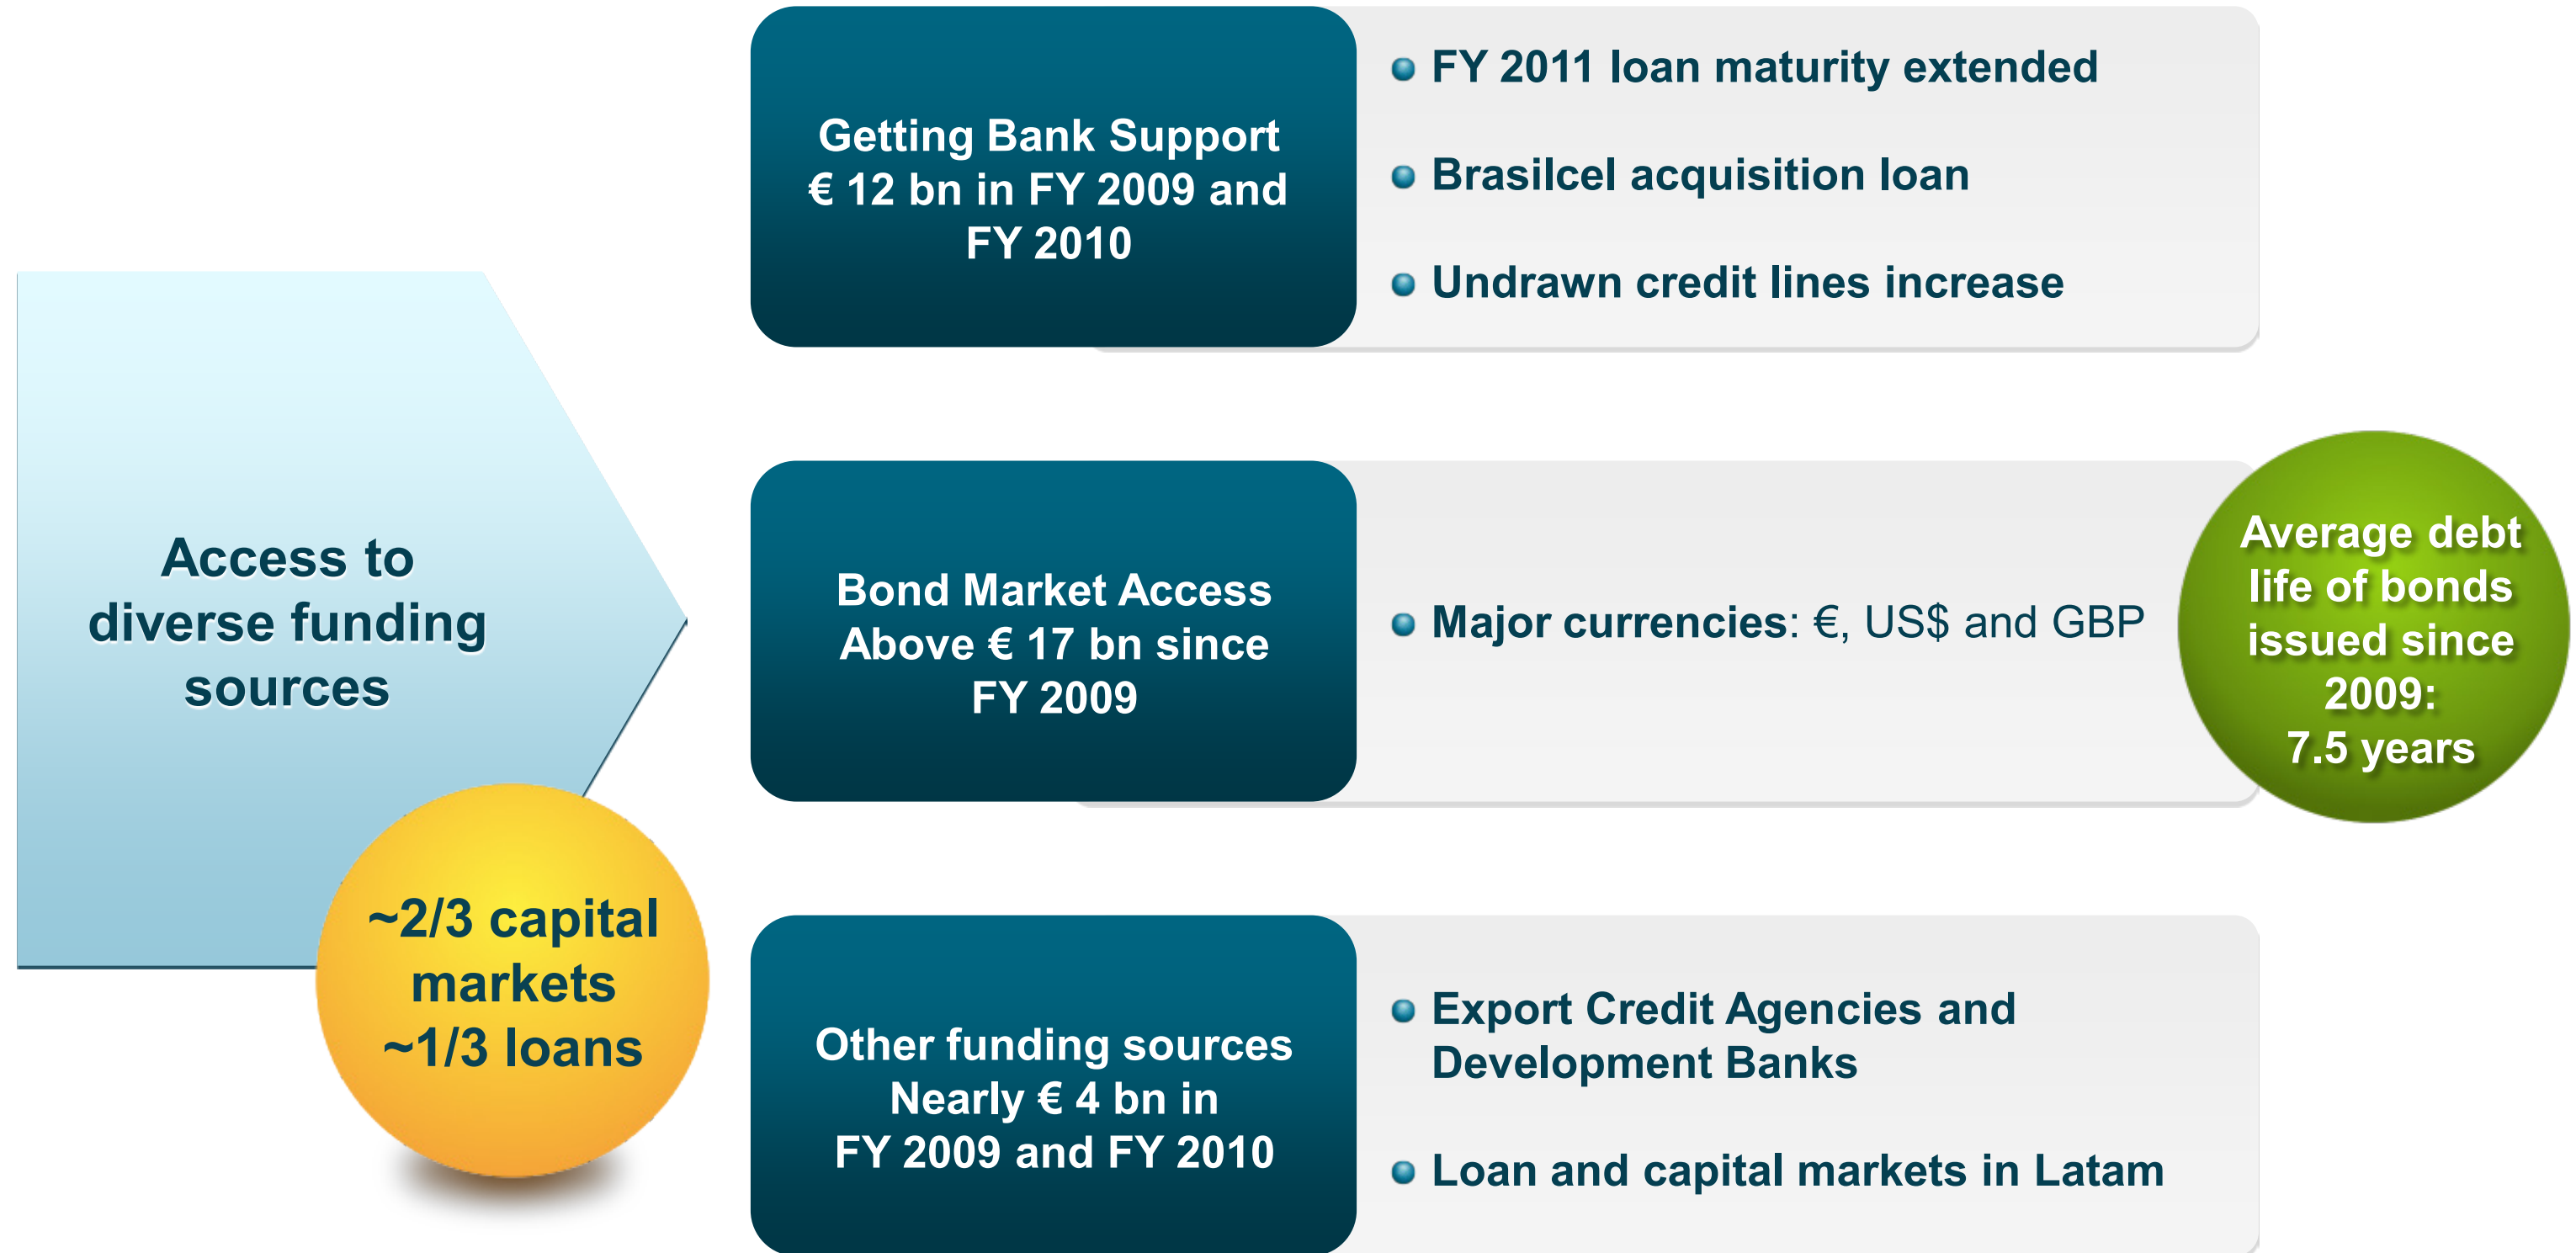 Access to
diverse funding
sources
~2/3 capital
markets
~1/3 loans
Getting Bank Support
€ 12 bn in FY 2009 and
FY 2010
FY 2011 loan maturity extended
Brasilcel acquisition loan
Undrawn credit lines increase
Bond Market Access
Above € 17 bn since
FY 2009
Major currencies: €, US$ and GBP
Average debt
life of bonds
issued since
2009:
7.5 years
Other funding sources
Nearly € 4 bn in
FY 2009 and FY 2010
Export Credit Agencies and
Development Banks
Loan and capital markets in Latam